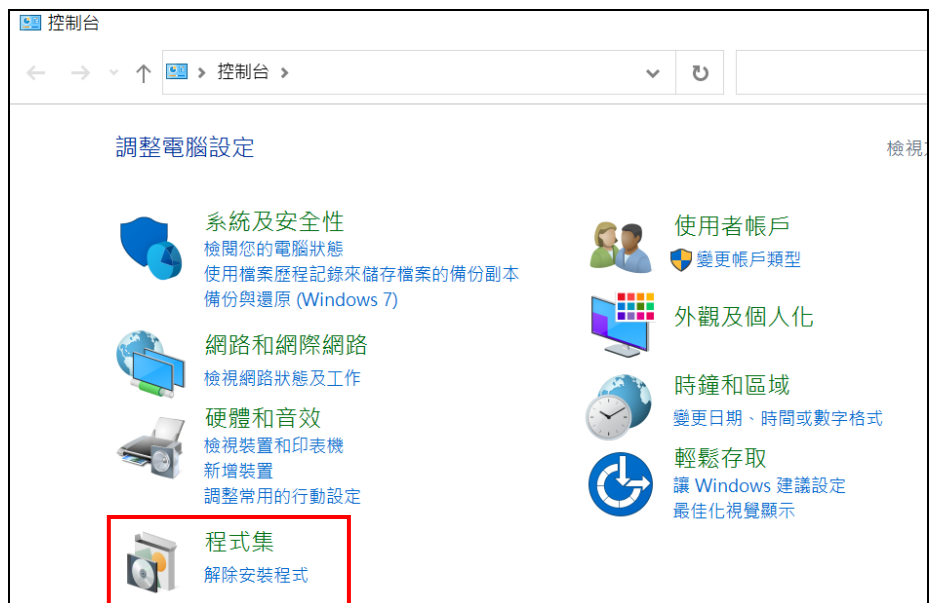 控制台
控制台
調整電腦設定
檢視
系統及安全性
檢閱您的電腦狀態
使用檔案歷程記錄來儲存檔案的備份副本
備份與還原 (Windows 7)
網路和網際網路
檢視網路狀態及工作
硬體和音效
檢視裝置和印表機
新增裝置
調整常用的行動設定
程式集
解除安裝程式
使用者帳戶
變更帳戶類型
外觀及個人化
時鐘和區域
變更日期、時間或數字格式
輕鬆存取
讓 Windows 建議設定
最佳化視覺顯示